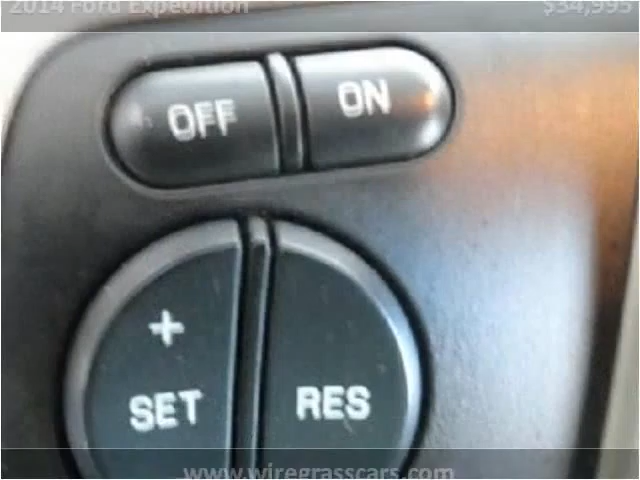 2014 Ford Expedition $34,995
OFF ON
+
SET RES
www.wiregrasscars.com